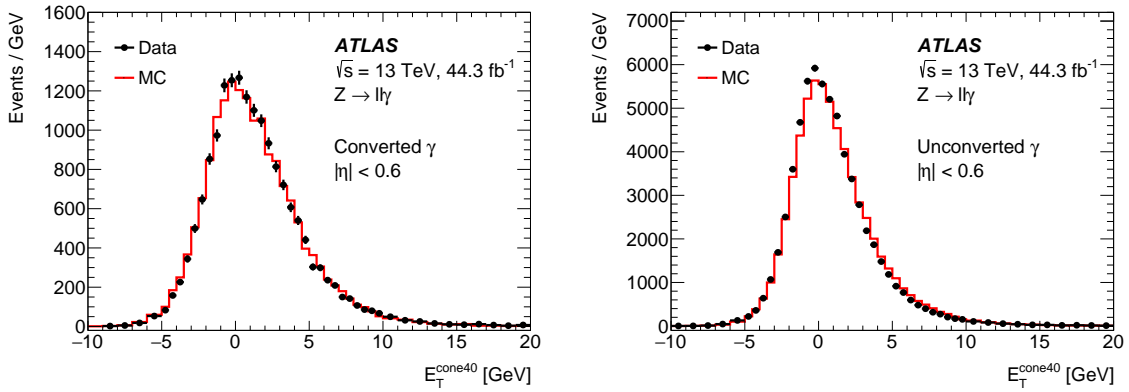 Events / GeV
1600
1400
1200
1000
800
600
400
200
0
Data
MC
ATLAS
√s = 13 TeV, 44.3 fb⁻¹
Z → llγ
Converted γ
|η| < 0.6
−10 −5 0 5 10 15 20
E_T^cone40 [GeV]
Events / GeV
7000
6000
5000
4000
3000
2000
1000
0
Data
MC
ATLAS
√s = 13 TeV, 44.3 fb⁻¹
Z → llγ
Unconverted γ
|η| < 0.6
−10 −5 0 5 10 15 20
E_T^cone40 [GeV]